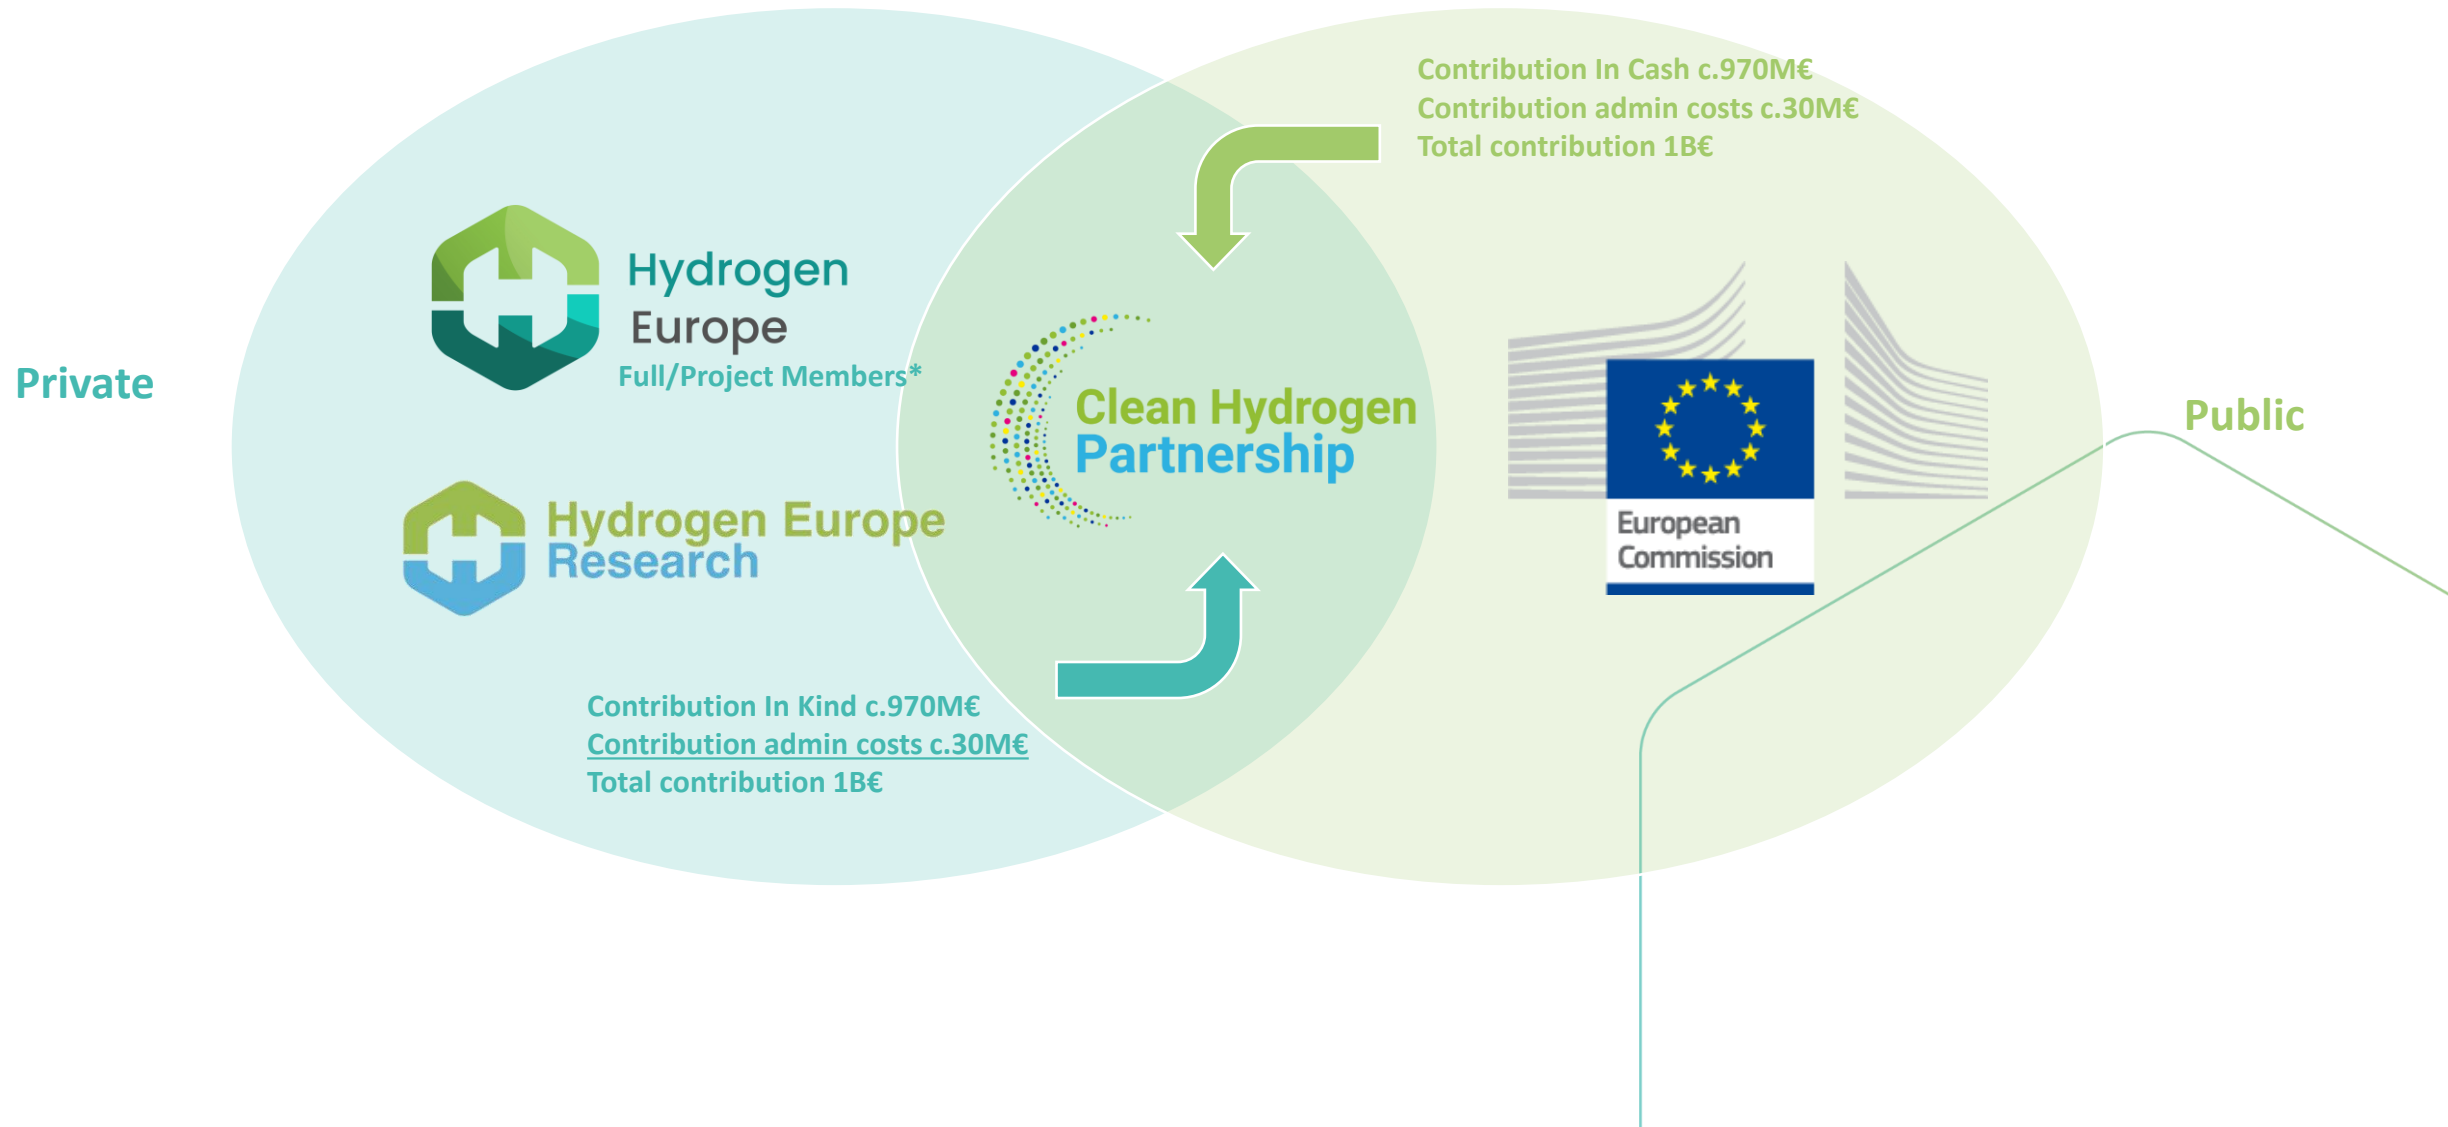 Contribution In Cash c.970M€
Contribution admin costs c.30M€
Total contribution 1B€
Hydrogen
Europe
Full/Project Members*
Private
Clean Hydrogen
Partnership
Public
Hydrogen Europe
Research
European
Commission
Contribution In Kind c.970M€
Contribution admin costs c.30M€
Total contribution 1B€